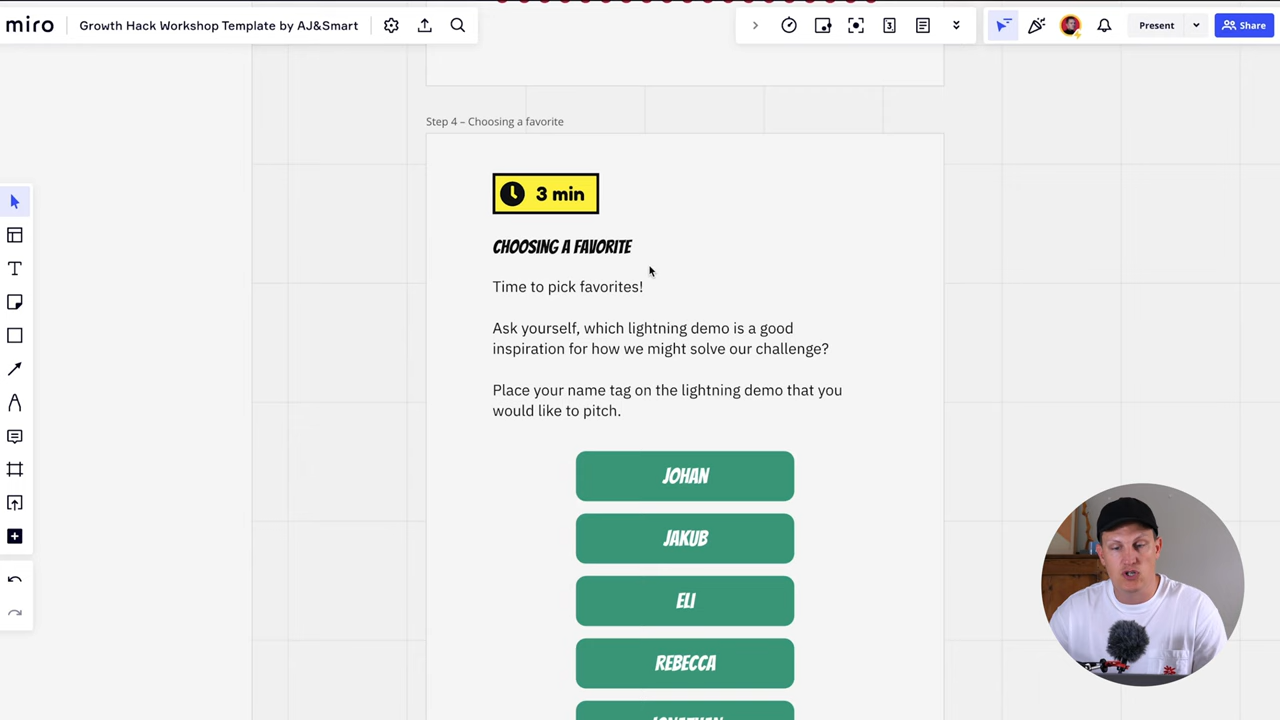 miro
Growth Hack Workshop Template by AJ&Smart
3
Present
Share
Step 4 – Choosing a favorite
3 min
CHOOSING A FAVORITE
Time to pick favorites!
Ask yourself, which lightning demo is a good
inspiration for how we might solve our challenge?
Place your name tag on the lightning demo that you
would like to pitch.
JOHAN
JAKUB
ELI
REBECCA
JONATHAN